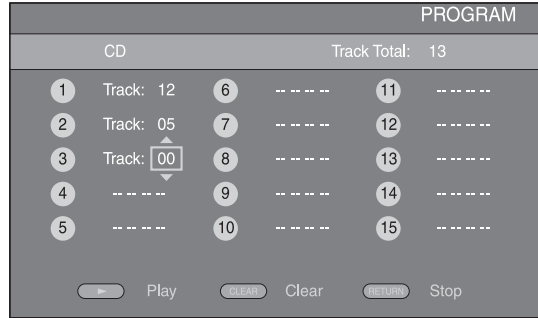 PROGRAM
CD Track Total: 13
1 Track: 12 6 -- -- -- -- 11 -- -- -- --
2 Track: 05 7 -- -- -- -- 12 -- -- -- --
3 Track: 00 8 -- -- -- -- 13 -- -- -- --
4 -- -- -- -- 9 -- -- -- -- 14 -- -- -- --
5 -- -- -- -- 10 -- -- -- -- 15 -- -- -- --
Play CLEAR Clear RETURN Stop